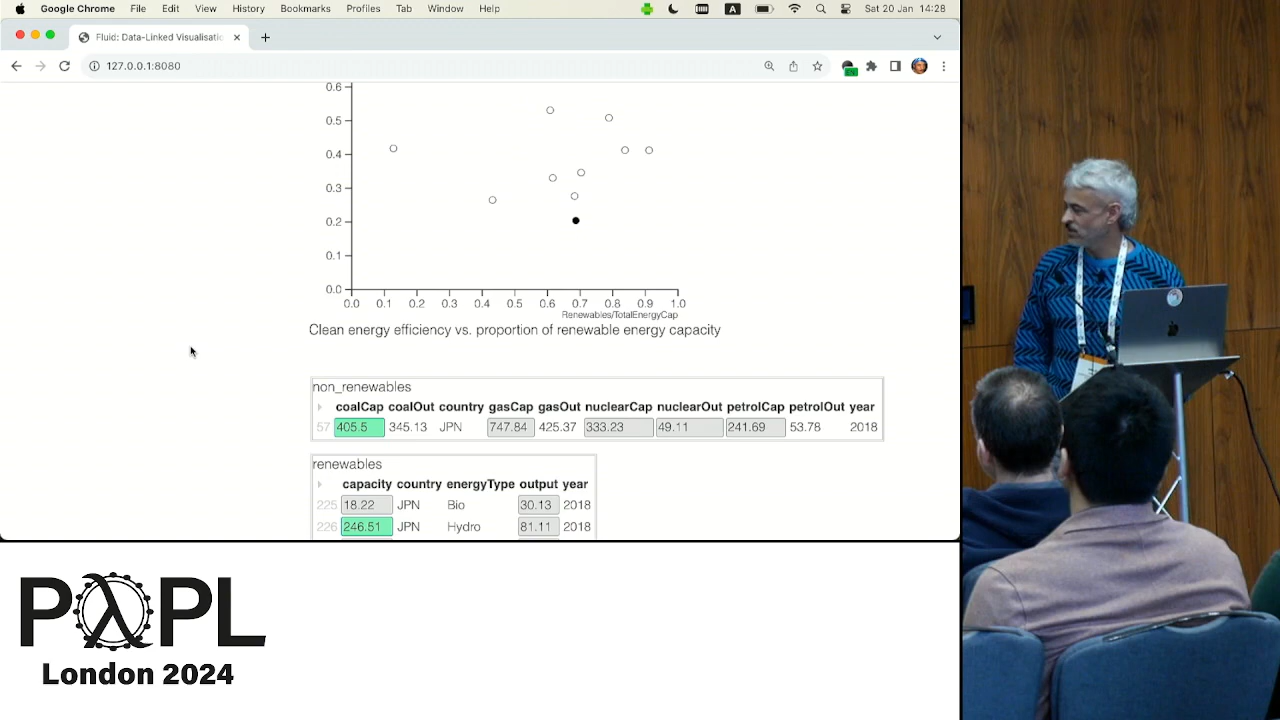 Google Chrome File Edit View History Bookmarks Profiles Tab Window Help A Sat 20 Jan 14:28
Fluid: Data-Linked Visualisatio
127.0.0.1:8080
0.6
0.5
0.4
0.3
0.2
0.1
0.0
0.0 0.1 0.2 0.3 0.4 0.5 0.6 0.7 0.8 0.9 1.0
Renewables/TotalEnergyCap
Clean energy efficiency vs. proportion of renewable energy capacity
non_renewables
coalCap coalOut country gasCap gasOut nuclearCap nuclearOut petrolCap petrolOut year
57 405.5 345.13 JPN 747.84 425.37 333.23 49.11 241.69 53.78 2018
renewables
capacity country energyType output year
225 18.22 JPN Bio 30.13 2018
226 246.51 JPN Hydro 81.11 2018
PλPL
London 2024